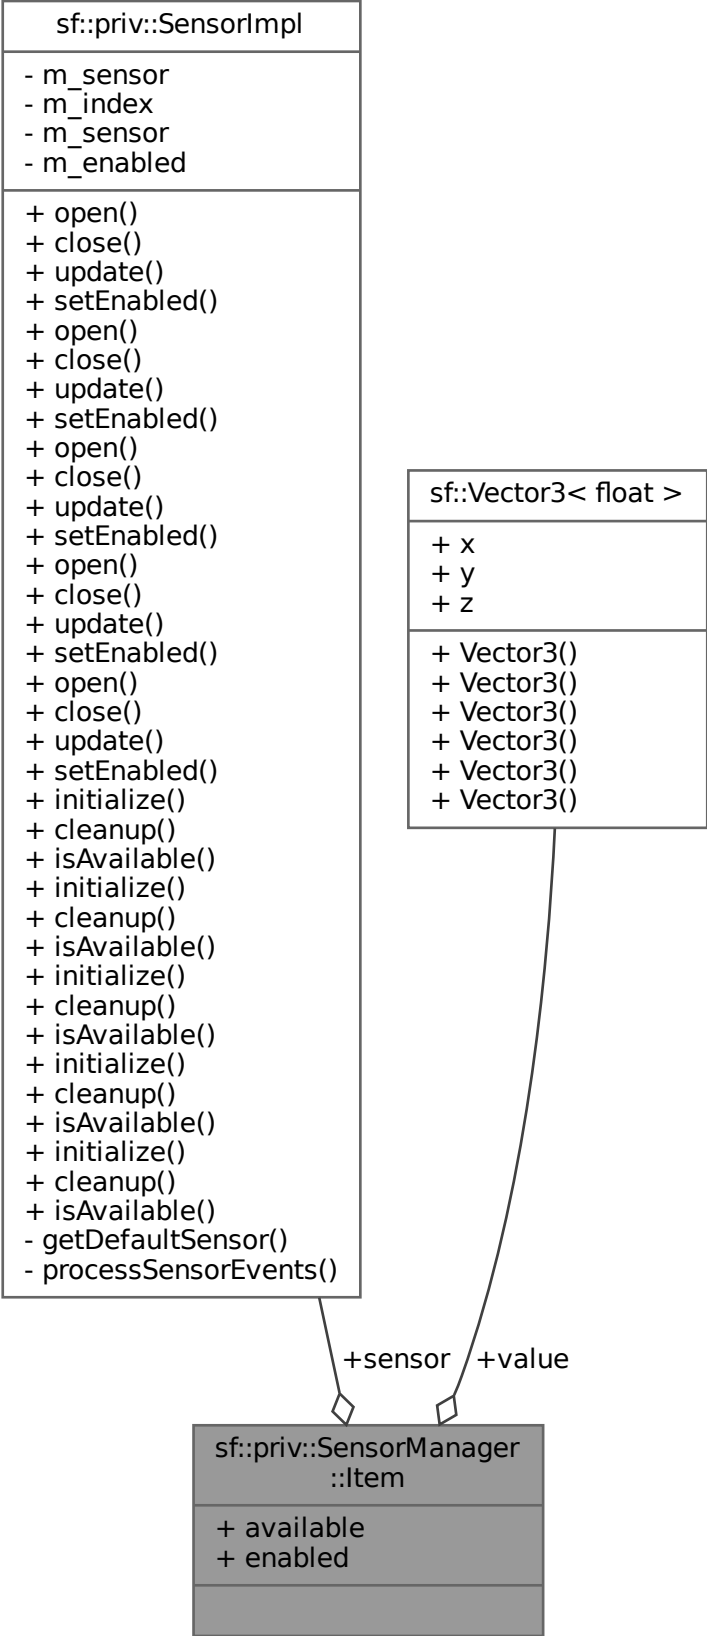 sf::priv::SensorImpl
- m_sensor
- m_index
- m_sensor
- m_enabled
+ open()
+ close()
+ update()
+ setEnabled()
+ open()
+ close()
+ update()
+ setEnabled()
+ open()
+ close()
+ update()
+ setEnabled()
+ open()
+ close()
+ update()
+ setEnabled()
+ open()
+ close()
+ update()
+ setEnabled()
+ initialize()
+ cleanup()
+ isAvailable()
+ initialize()
+ cleanup()
+ isAvailable()
+ initialize()
+ cleanup()
+ isAvailable()
+ initialize()
+ cleanup()
+ isAvailable()
+ initialize()
+ cleanup()
+ isAvailable()
- getDefaultSensor()
- processSensorEvents()
sf::Vector3< float >
+ x
+ y
+ z
+ Vector3()
+ Vector3()
+ Vector3()
+ Vector3()
+ Vector3()
+ Vector3()
+sensor
+value
sf::priv::SensorManager
::Item
+ available
+ enabled